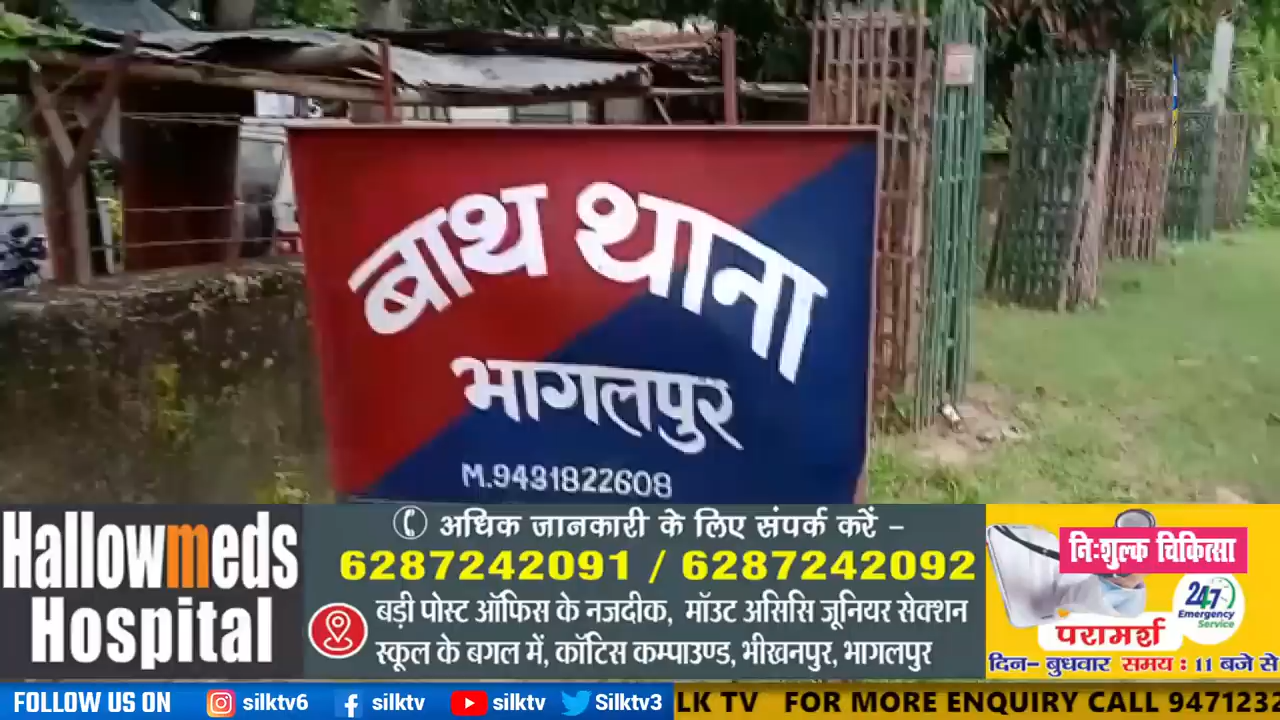 बाथ थाना
भागलपुर
M.9431822608
Hallowmeds
Hospital
अधिक जानकारी के लिए संपर्क करें –
6287242091 / 6287242092
बड़ी पोस्ट ऑफिस के नजदीक, मॉउट असिसि जूनियर सेक्शन
स्कूल के बगल में, कॉटिस कम्पाउण्ड, भीखनपुर, भागलपुर
निःशुल्क चिकित्सा
24/7
Emergency
Service
परामर्श
दिन– बुधवार समय : 11 बजे से
FOLLOW US ON silktv6 silktv silktv Silktv3 LK TV FOR MORE ENQUIRY CALL 9471232